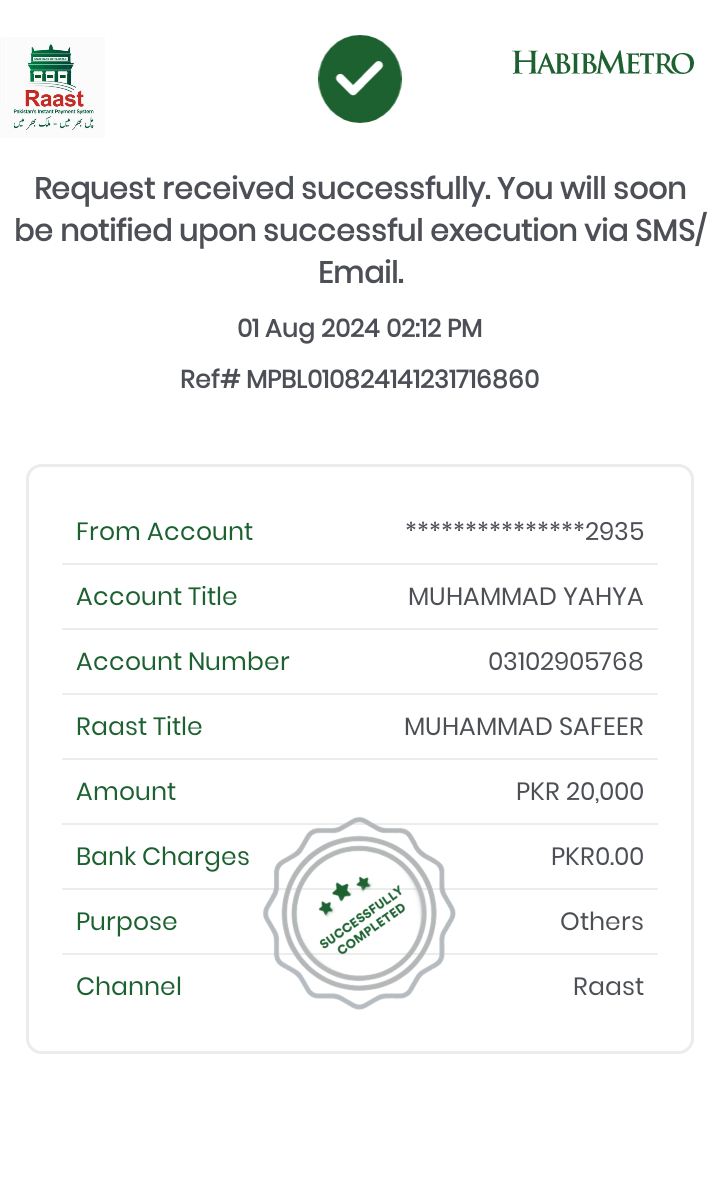 Raast
Pakistan's Instant Payment System
پل بھر میں - ملک بھر میں
HABIBMETRO
Request received successfully. You will soon
be notified upon successful execution via SMS/
Email.
01 Aug 2024 02:12 PM
Ref# MPBL010824141231716860
From Account ***************2935
Account Title MUHAMMAD YAHYA
Account Number 03102905768
Raast Title MUHAMMAD SAFEER
Amount PKR 20,000
Bank Charges PKR0.00
Purpose Others
Channel Raast
SUCCESSFULLY
COMPLETED